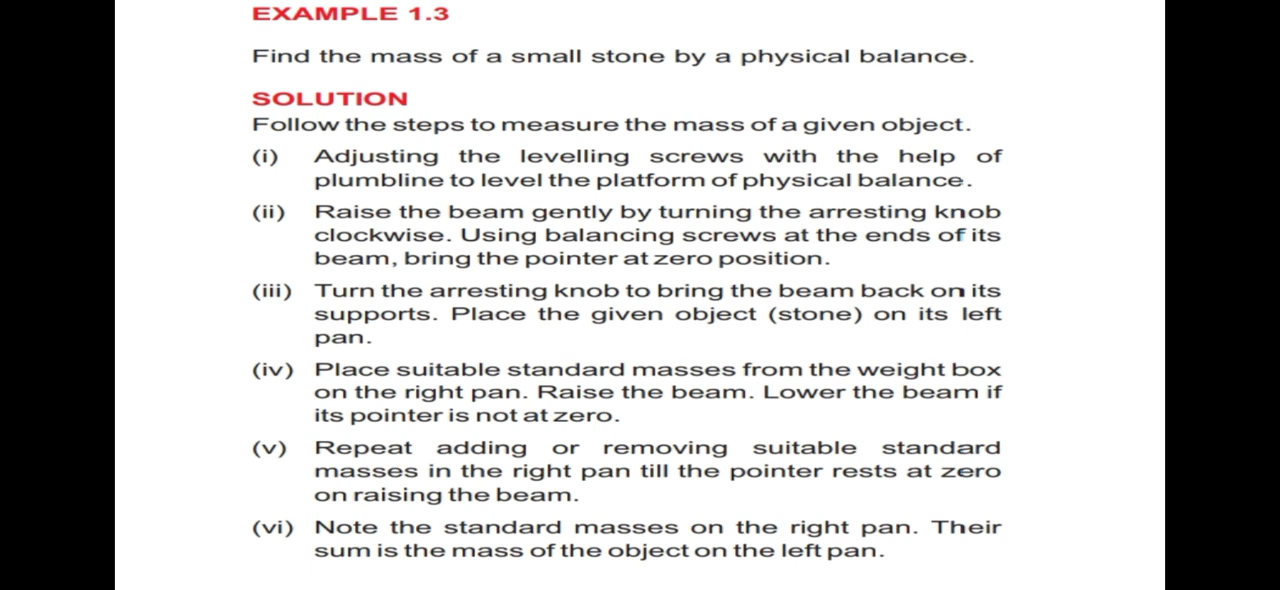 EXAMPLE 1.3
Find the mass of a small stone by a physical balance.
SOLUTION
Follow the steps to measure the mass of a given object.
(i) Adjusting the levelling screws with the help of
plumbline to level the platform of physical balance.
(ii) Raise the beam gently by turning the arresting knob
clockwise. Using balancing screws at the ends of its
beam, bring the pointer at zero position.
(iii) Turn the arresting knob to bring the beam back on its
supports. Place the given object (stone) on its left
pan.
(iv) Place suitable standard masses from the weight box
on the right pan. Raise the beam. Lower the beam if
its pointer is not at zero.
(v) Repeat adding or removing suitable standard
masses in the right pan till the pointer rests at zero
on raising the beam.
(vi) Note the standard masses on the right pan. Their
sum is the mass of the object on the left pan.